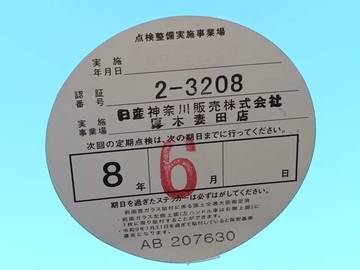 点検整備実施事業場
実施
年月日
認証
番号
2-3208
日産神奈川販売株式会社
実施
事業場
厚木妻田店
次回の定期点検は、次の期日までに行ってください。
8年
6月
日
期日を過ぎたステッカーは必ずはがしてください。
AB 207630